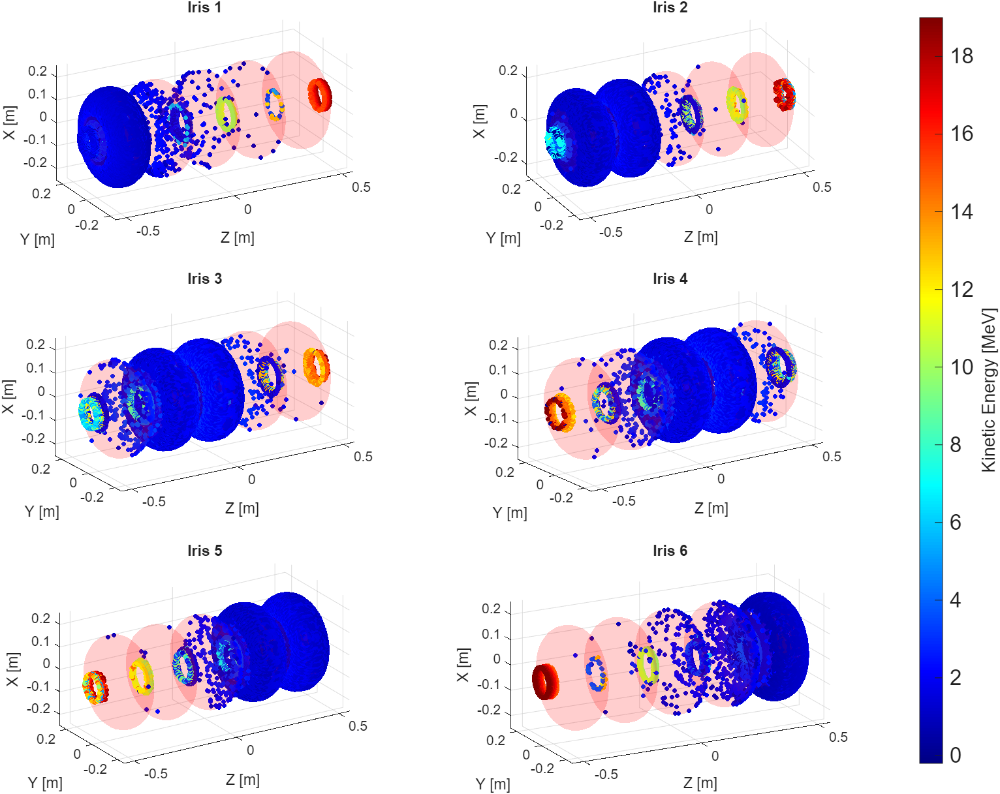 Iris 1
0.2
0.1
0
-0.1
-0.2
X [m]
0.2
0
-0.2
Y [m]
-0.5
0
0.5
Z [m]
Iris 2
0.2
0
-0.2
X [m]
0.2
0
-0.2
Y [m]
-0.5
0
0.5
Z [m]
Iris 3
0.2
0.1
0
-0.1
-0.2
X [m]
0.2
0
-0.2
Y [m]
-0.5
0
0.5
Z [m]
Iris 4
0.2
0.1
0
-0.1
-0.2
X [m]
0.2
0
-0.2
Y [m]
-0.5
0
0.5
Z [m]
Iris 5
0.2
0.1
0
-0.1
-0.2
X [m]
0.2
0
-0.2
Y [m]
-0.5
0
0.5
Z [m]
Iris 6
0.2
0.1
0
-0.1
-0.2
X [m]
0.2
0
-0.2
Y [m]
-0.5
0
0.5
Z [m]
18
16
14
12
10
8
6
4
2
0
Kinetic Energy [MeV]